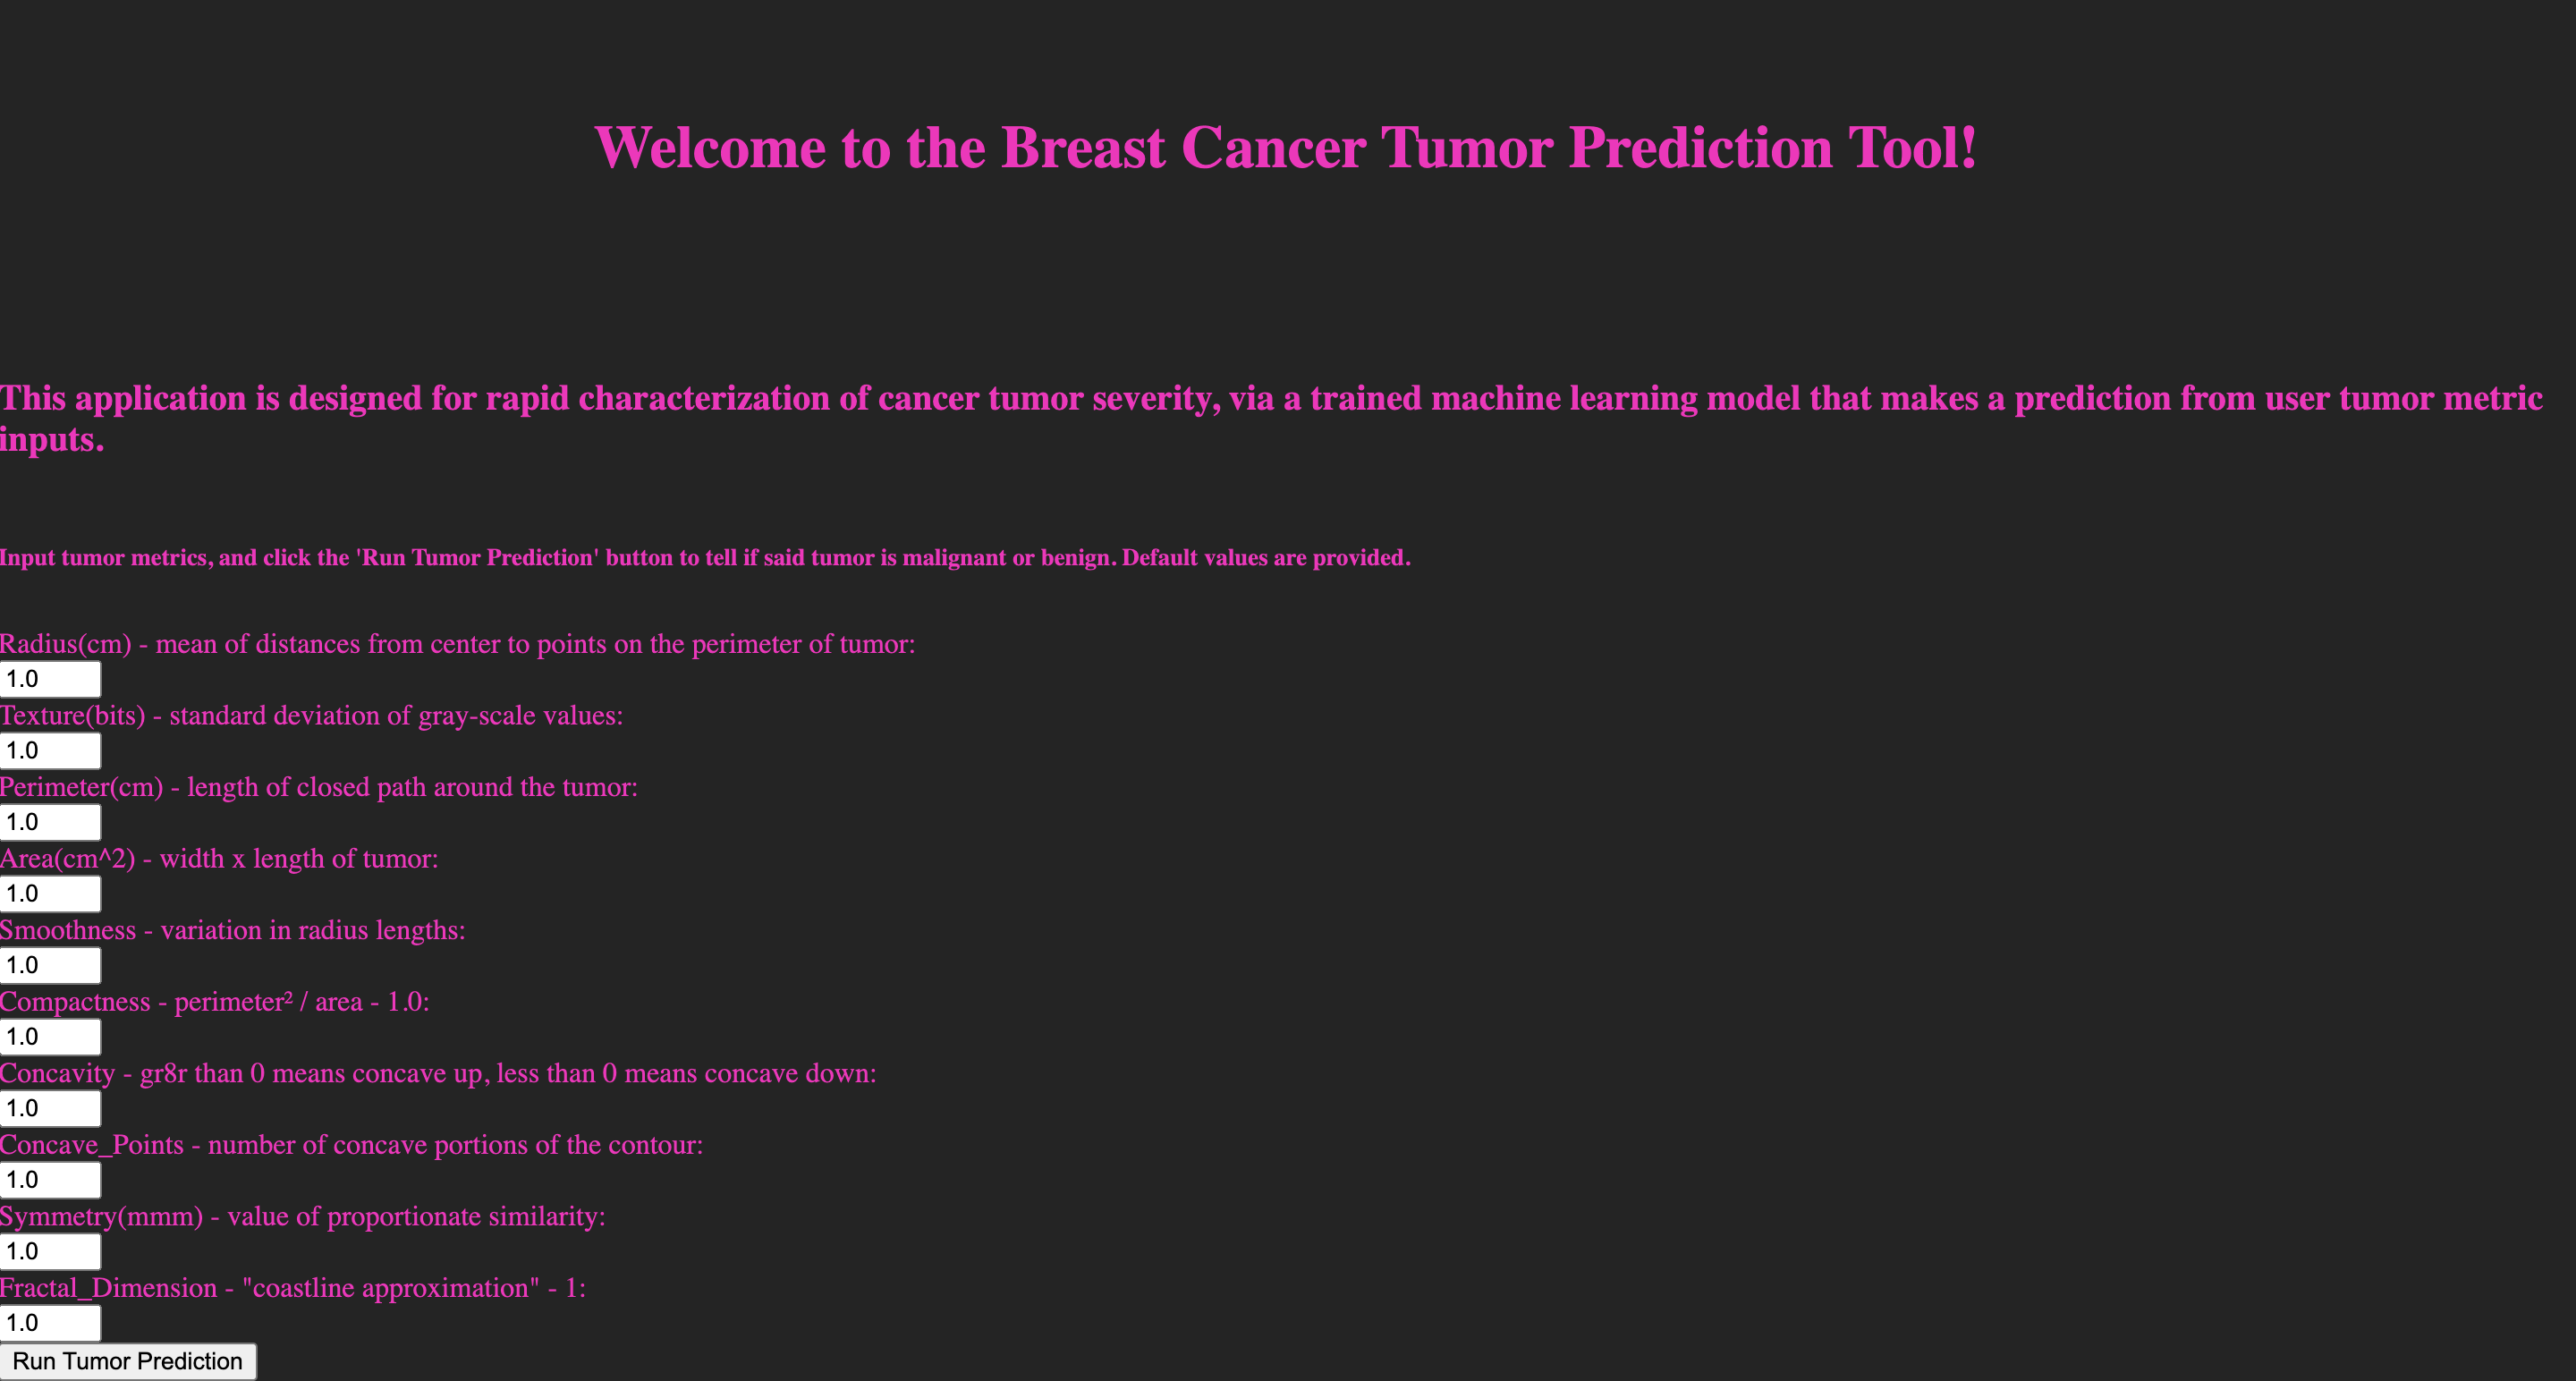 Welcome to the Breast Cancer Tumor Prediction Tool!
This application is designed for rapid characterization of cancer tumor severity, via a trained machine learning model that makes a prediction from user tumor metric
inputs.
Input tumor metrics, and click the 'Run Tumor Prediction' button to tell if said tumor is malignant or benign. Default values are provided.
Radius(cm) - mean of distances from center to points on the perimeter of tumor:
1.0
Texture(bits) - standard deviation of gray-scale values:
1.0
Perimeter(cm) - length of closed path around the tumor:
1.0
Area(cm^2) - width x length of tumor:
1.0
Smoothness - variation in radius lengths:
1.0
Compactness - perimeter² / area - 1.0:
1.0
Concavity - gr8r than 0 means concave up, less than 0 means concave down:
1.0
Concave_Points - number of concave portions of the contour:
1.0
Symmetry(mmm) - value of proportionate similarity:
1.0
Fractal_Dimension - "coastline approximation" - 1:
1.0
Run Tumor Prediction